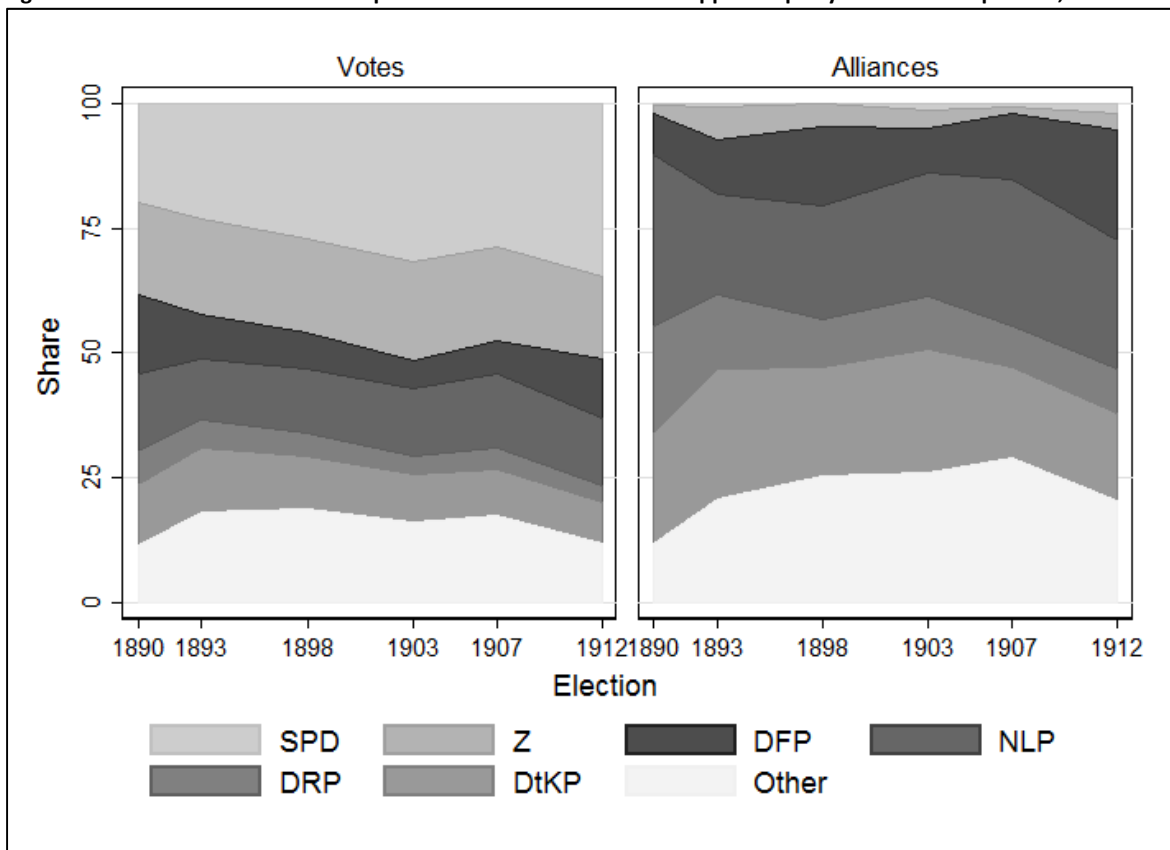 Votes Alliances
100
75
50
25
0
Share
1890 1893 1898 1903 1907 1912 1890 1893 1898 1903 1907 1912
Election
SPD Z DFP NLP
DRP DtKP Other